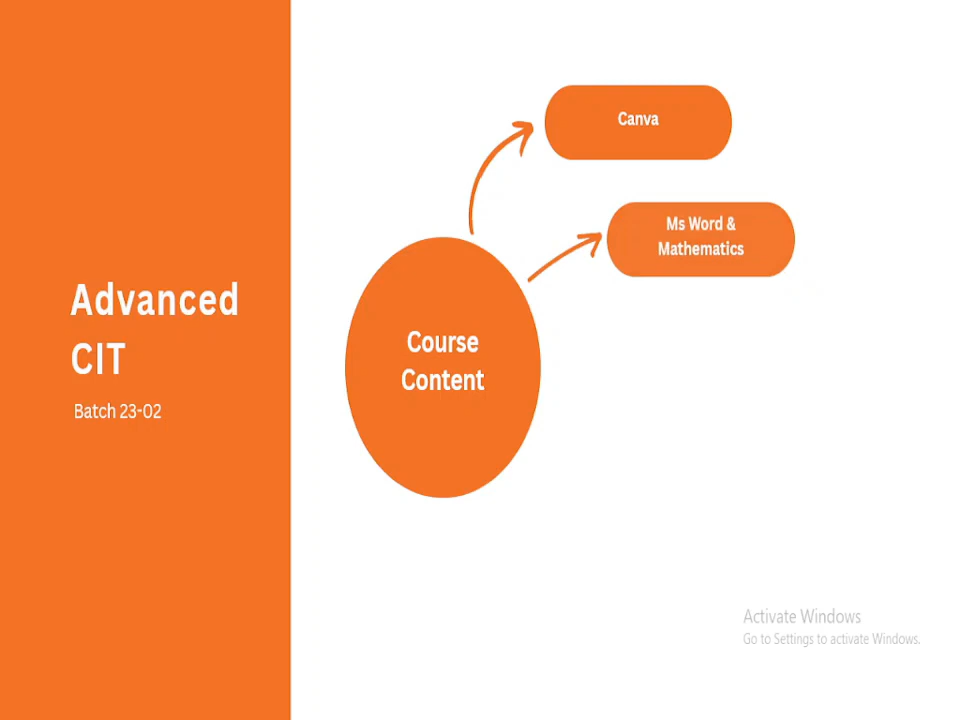 Advanced
CIT
Batch 23-02
Course
Content
Canva
Ms Word &
Mathematics
Activate Windows
Go to Settings to activate Windows.